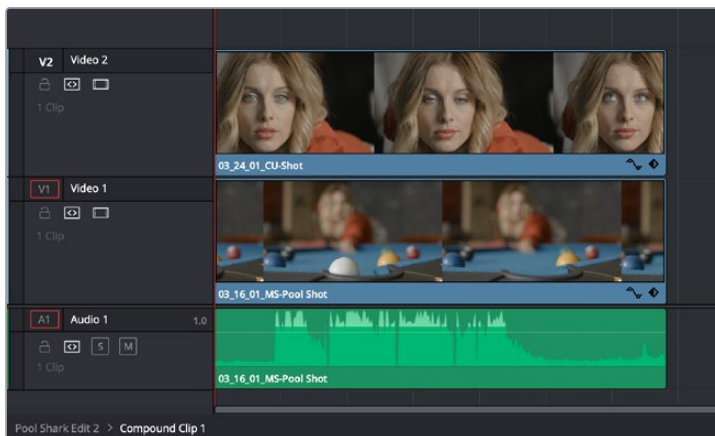 V2 Video 2
1 Clip
03_24_01_CU-Shot
V1 Video 1
1 Clip
03_16_01_MS-Pool Shot
A1 Audio 1 1.0
S M
1 Clip
03_16_01_MS-Pool Shot
Pool Shark Edit 2 > Compound Clip 1